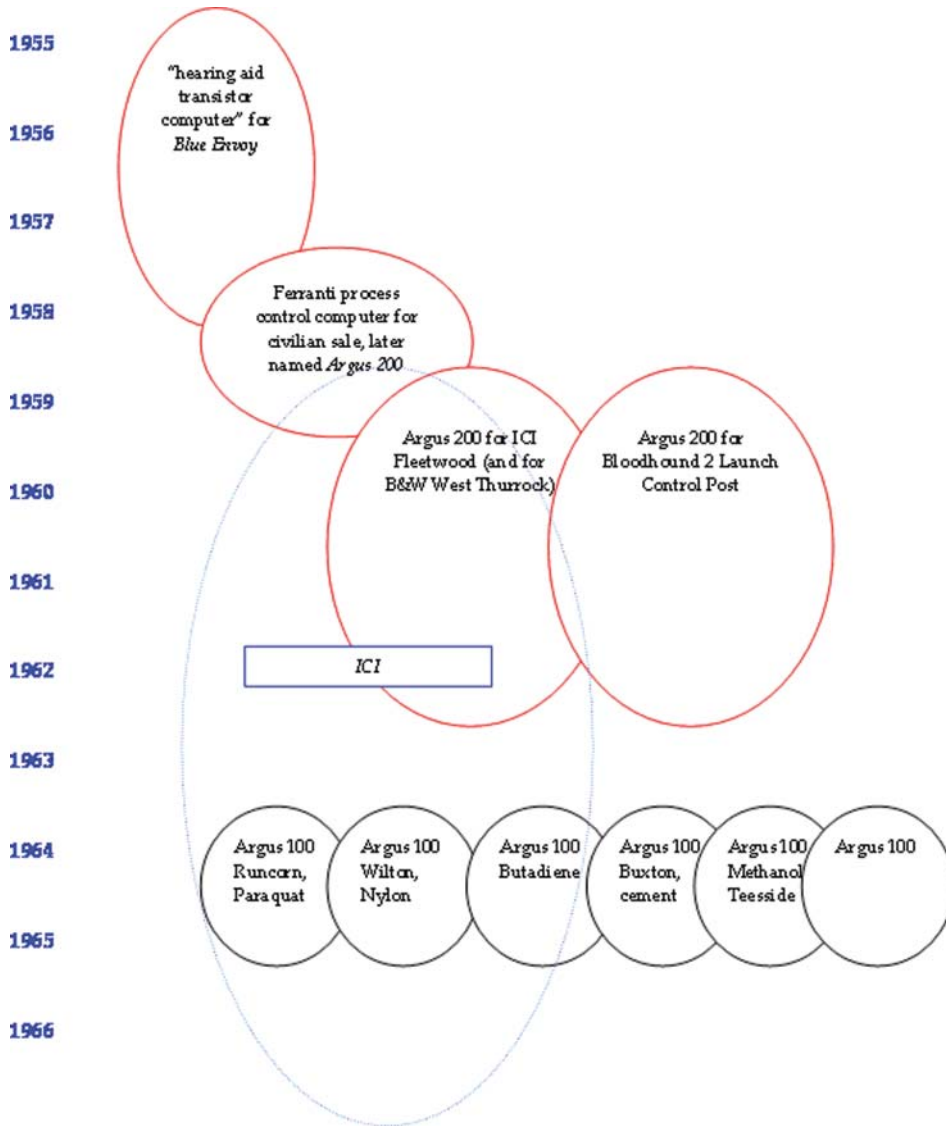 1955
"hearing aid
transistor
computer" for
Blue Envoy
1956
1957
Ferranti process
control computer for
civilian sale, later
named Argus 200
1958
1959
Argus 200 for ICI
Fleetwood (and for
B&W West Thurrock)
Argus 200 for
Bloodhound 2 Launch
Control Post
1960
1961
ICI
1962
1963
1964
Argus 100
Runcorn,
Paraquat
Argus 100
Wilton,
Nylon
Argus 100
Butadiene
Argus 100
Buxton,
cement
Argus 100
Methanol
Teesside
Argus 100
1965
1966